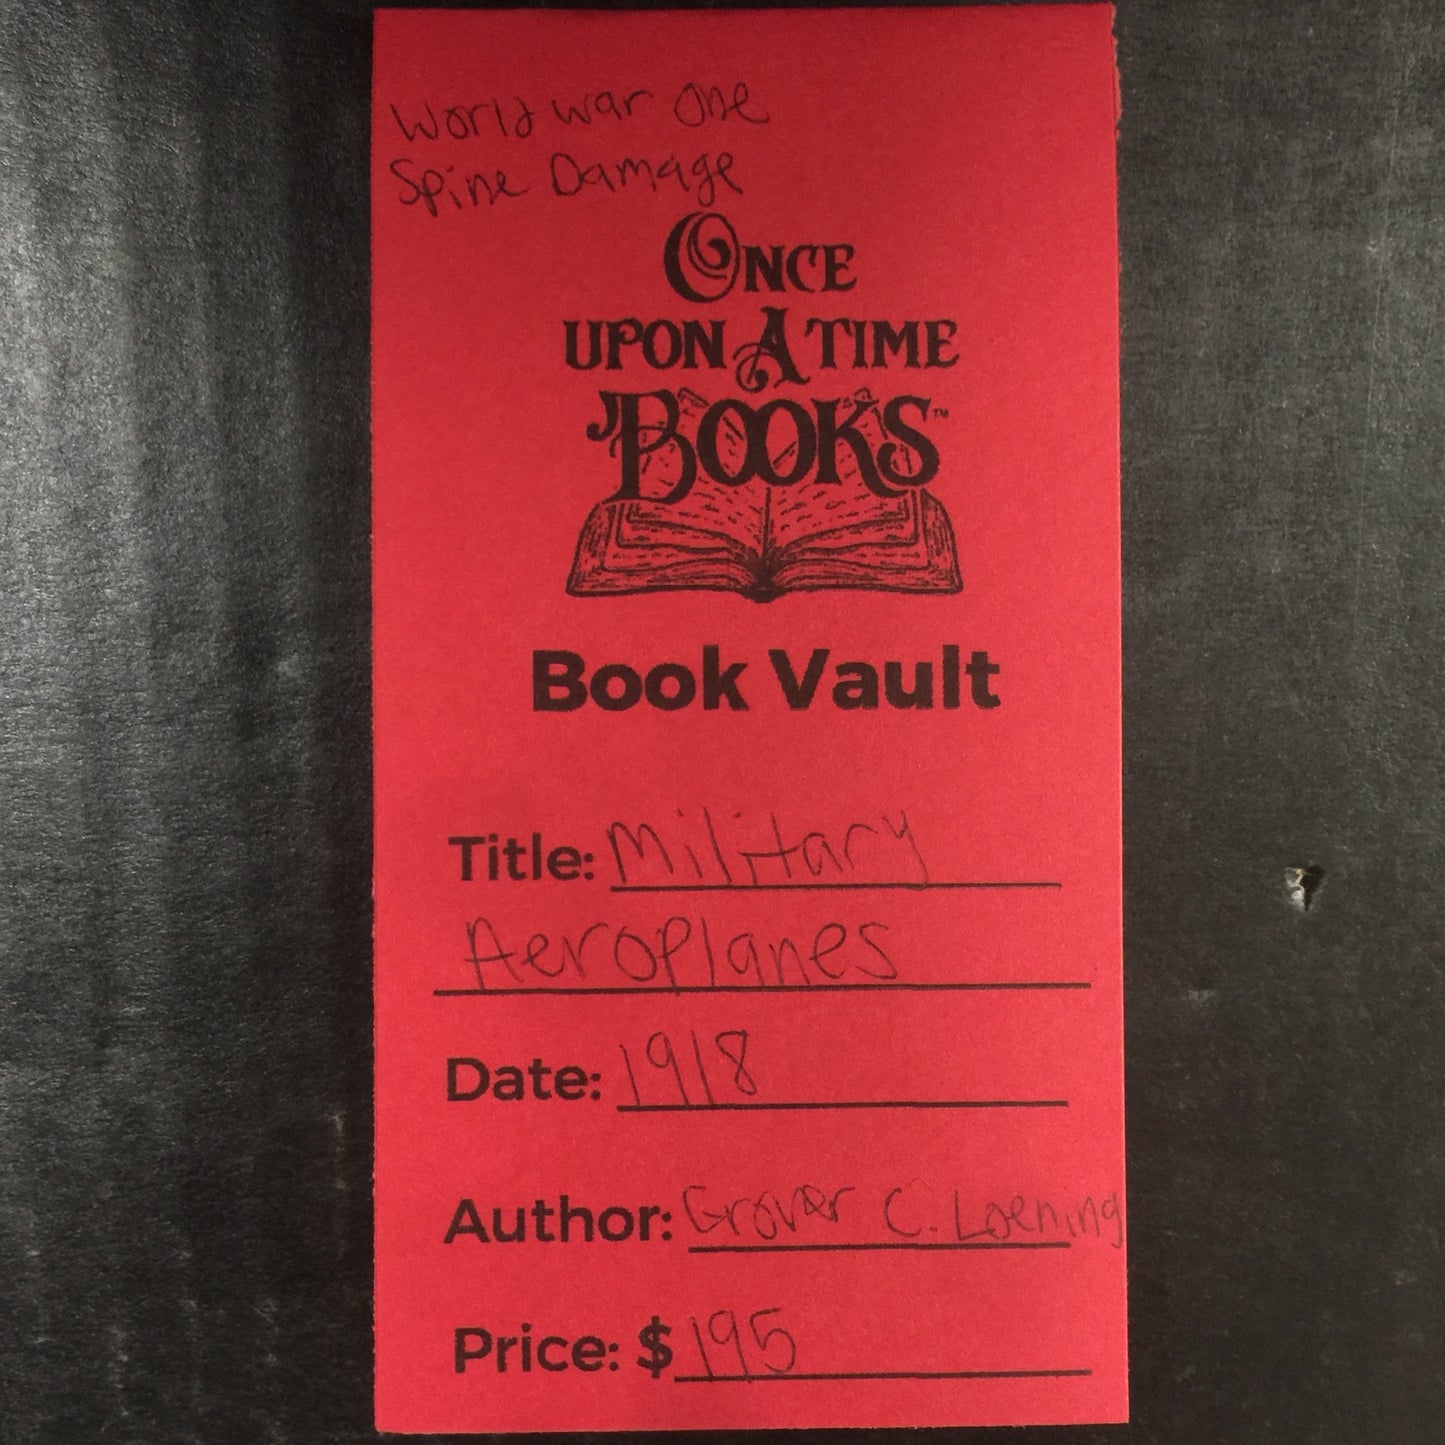 World War One
Spine Damage
ONCE
UPON A TIME
BOOKS™
Book Vault
Title: Military
Aeroplanes
Date: 1918
Author: Grover C. Loening
Price: $195